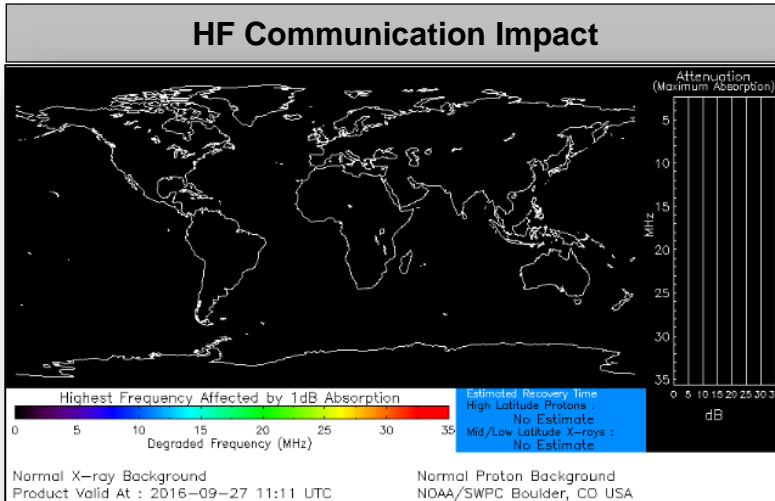 HF Communication Impact
Attenuation
(Maximum Absorption)
5
10
15
20
25
30
35
MHz
0 5 10 15 20 25 30 3
dB
Highest Frequency Affected by 1dB Absorption
0 5 10 15 20 25 30 35
Degraded Frequency (MHz)
Estimated Recovery Time
High Latitude Protons :
No Estimate
Mid/Low Latitude X-rays :
No Estimate
Normal X-ray Background
Product Valid At : 2016-09-27 11:11 UTC
Normal Proton Background
NOAA/SWPC Boulder, CO USA